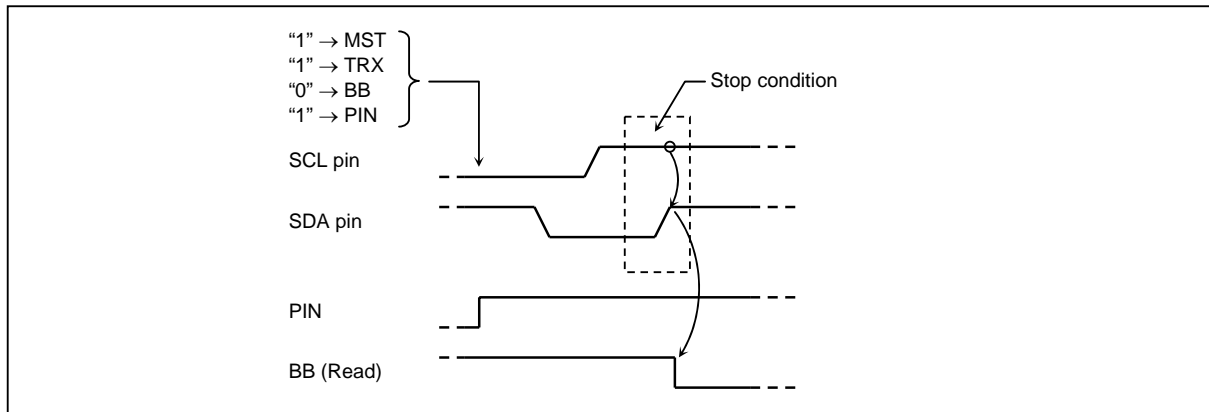 “1” → MST
“1” → TRX
“0” → BB
“1” → PIN
Stop condition
SCL pin
SDA pin
PIN
BB (Read)